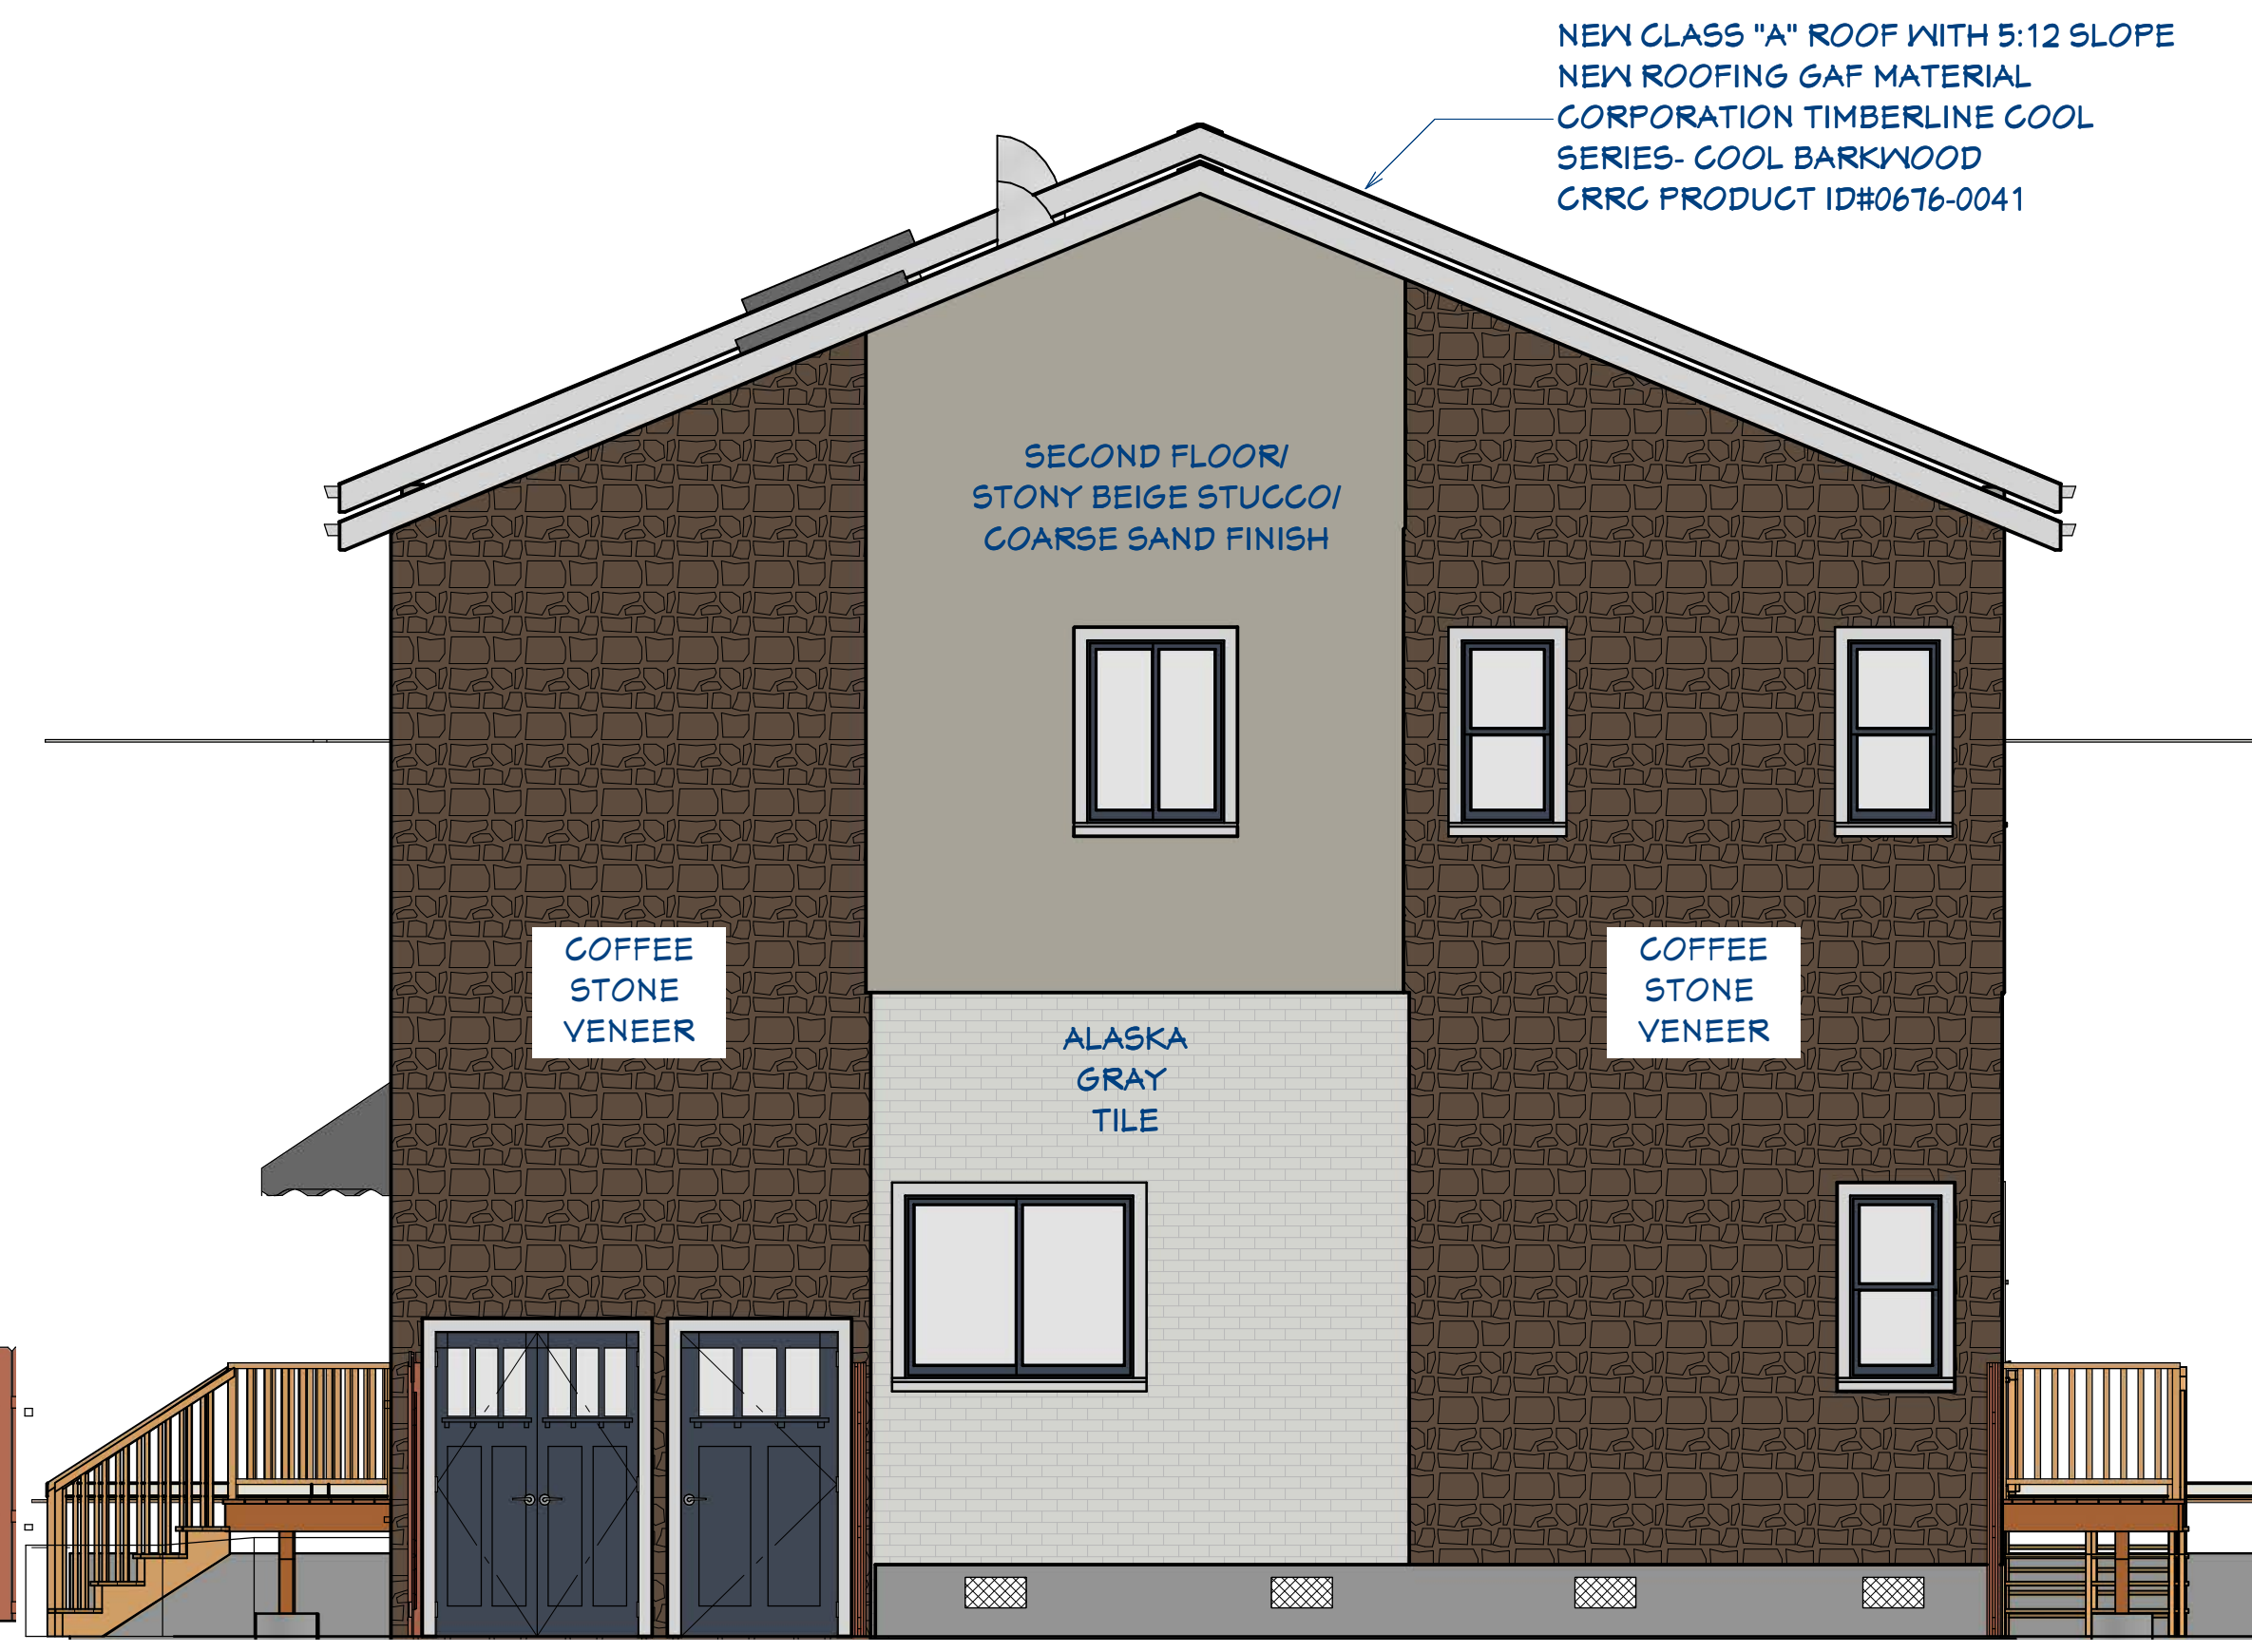 NEW CLASS "A" ROOF WITH 5:12 SLOPE
NEW ROOFING GAF MATERIAL
CORPORATION TIMBERLINE COOL
SERIES- COOL BARKWOOD
CRRC PRODUCT ID#0676-0041
SECOND FLOOR/
STONY BEIGE STUCCO/
COARSE SAND FINISH
COFFEE
STONE
VENEER
COFFEE
STONE
VENEER
ALASKA
GRAY
TILE